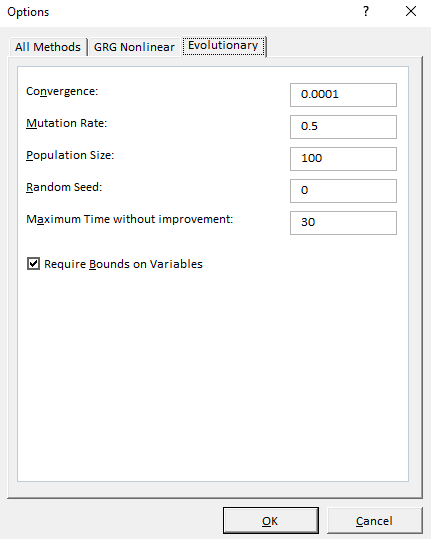 Options
? ×
All Methods GRG Nonlinear Evolutionary
Convergence: 0.0001
Mutation Rate: 0.5
Population Size: 100
Random Seed: 0
Maximum Time without improvement: 30
Require Bounds on Variables
OK Cancel